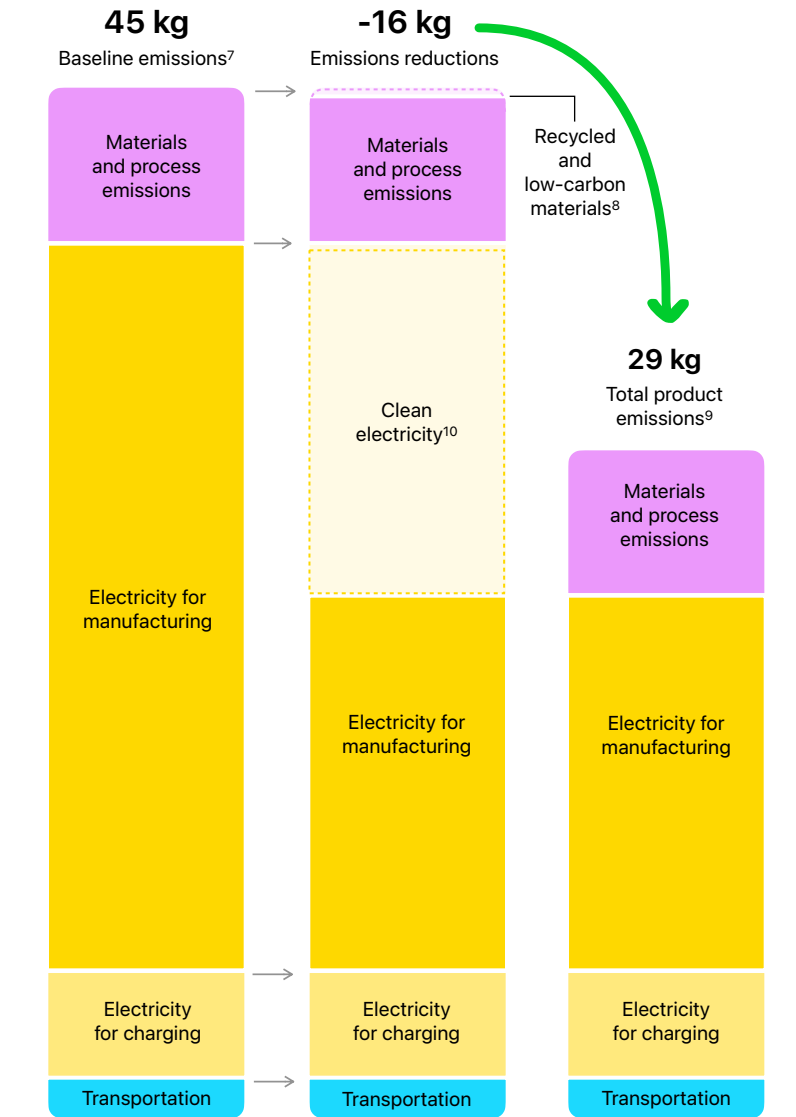 45 kg
Baseline emissions⁷
-16 kg
Emissions reductions
Materials
and process
emissions
Materials
and process
emissions
Recycled
and
low-carbon
materials⁸
Clean
electricity¹⁰
29 kg
Total product
emissions⁹
Materials
and process
emissions
Electricity for
manufacturing
Electricity for
manufacturing
Electricity for
manufacturing
Electricity
for charging
Electricity
for charging
Electricity
for charging
Transportation
Transportation
Transportation